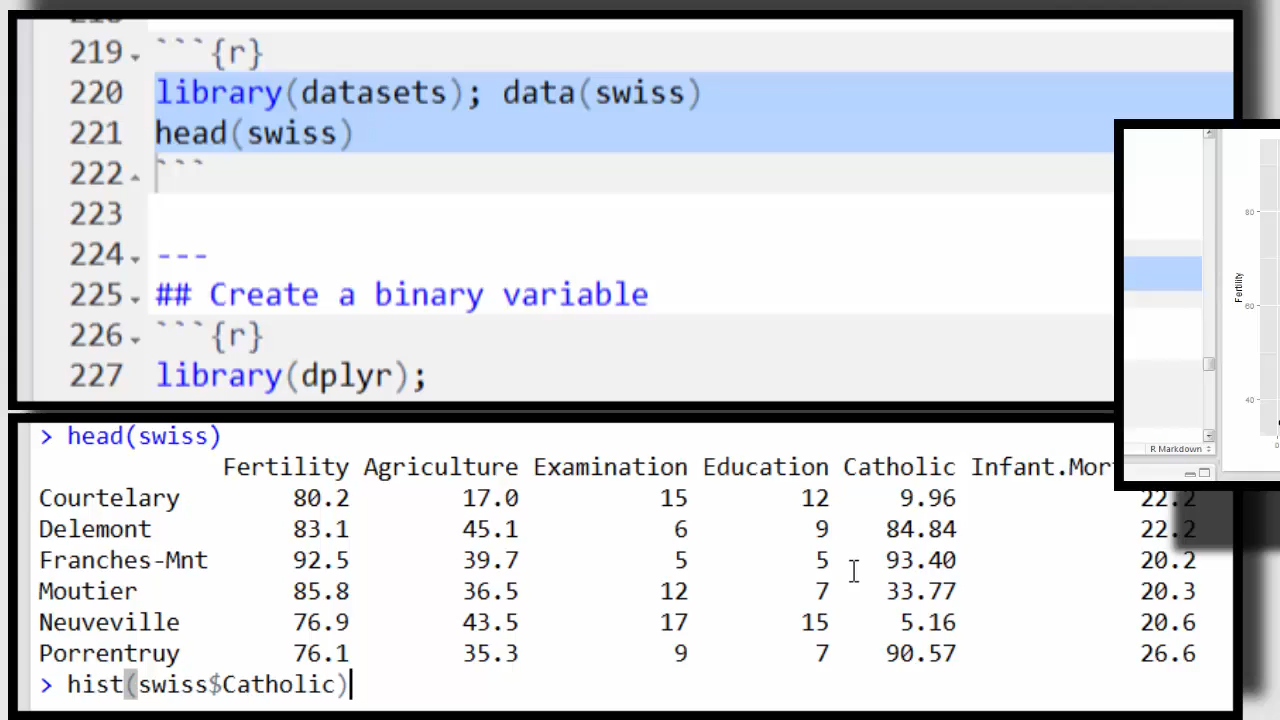 219 ```{r}
220 library(datasets); data(swiss)
221 head(swiss)
222 ```
223
224 ---
225 ## Create a binary variable
226 ```{r}
227 library(dplyr);
> head(swiss)
Fertility Agriculture Examination Education Catholic Infant.Mor
Courtelary 80.2 17.0 15 12 9.96 22.2
Delemont 83.1 45.1 6 9 84.84 22.2
Franches-Mnt 92.5 39.7 5 5 93.40 20.2
Moutier 85.8 36.5 12 7 33.77 20.3
Neuveville 76.9 43.5 17 15 5.16 20.6
Porrentruy 76.1 35.3 9 7 90.57 26.6
> hist(swiss$Catholic)
80
Fertility
60
40
0
R Markdown